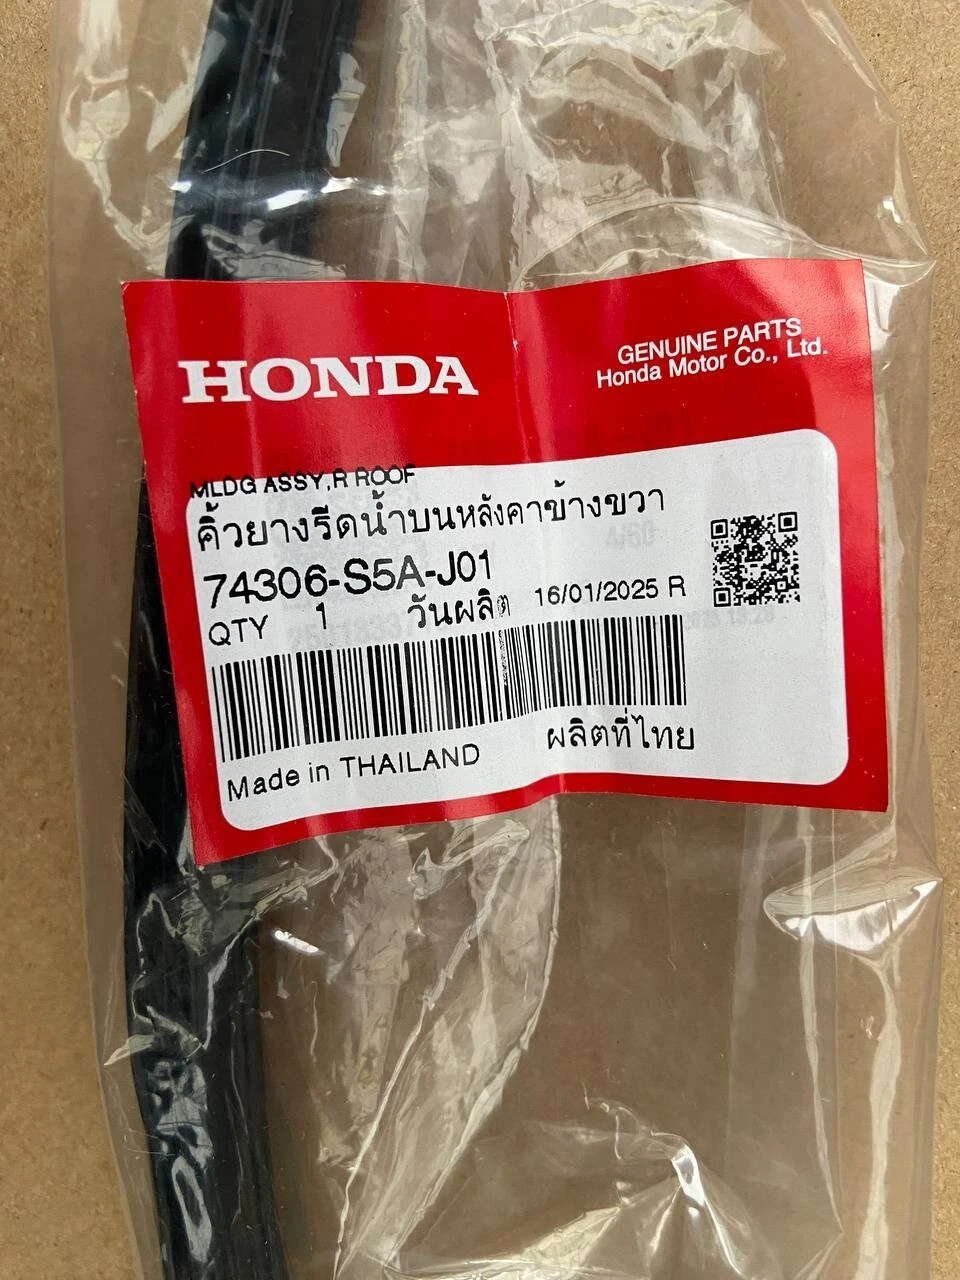 HONDA
GENUINE PARTS
Honda Motor Co., Ltd.
MLDG ASSY,R ROOF
คิ้วยางรีดน้ำบนหลังคาข้างขวา
74306-S5A-J01
QTY 1 วันผลิต 16/01/2025 R
Made in THAILAND
ผลิตที่ไทย